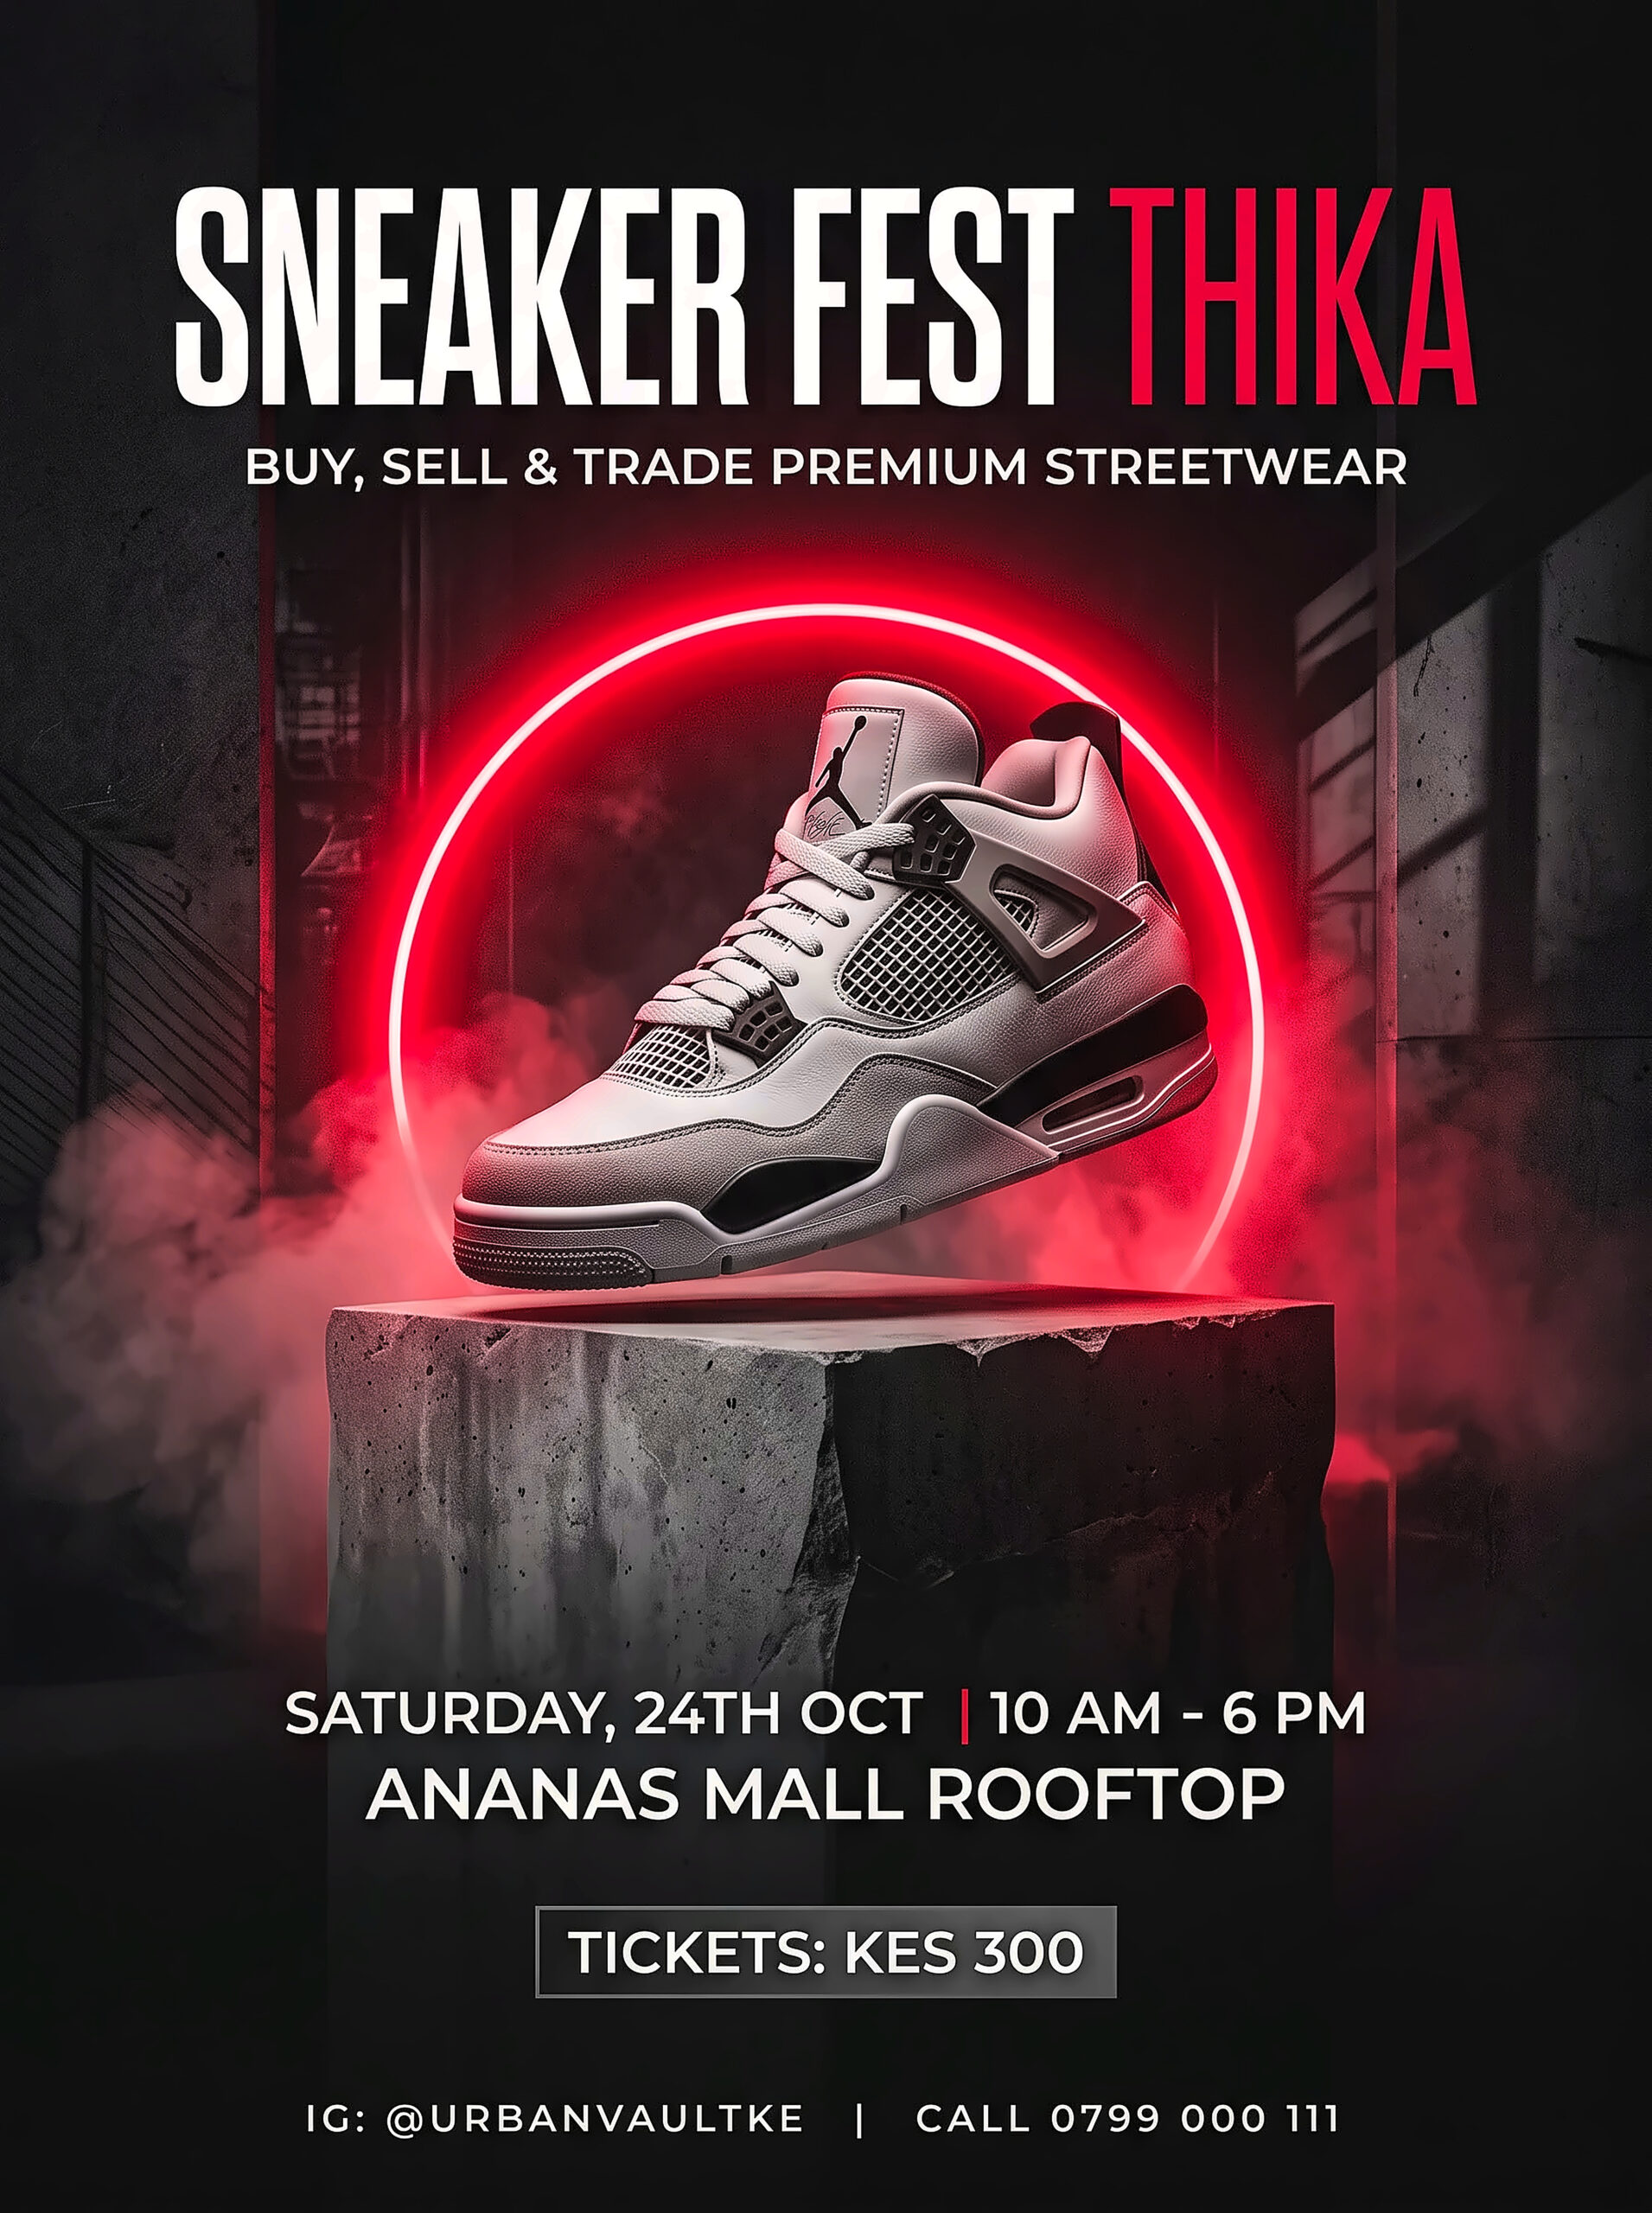 SNEAKER FEST THIKA
BUY, SELL & TRADE PREMIUM STREETWEAR
SATURDAY, 24TH OCT | 10 AM - 6 PM
ANANAS MALL ROOFTOP
TICKETS: KES 300
IG: @URBANVAULTKE | CALL 0799 000 111